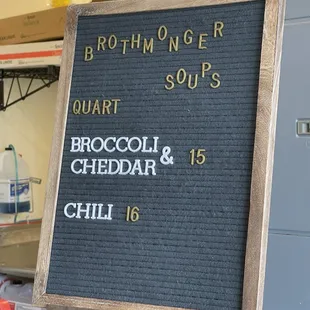 BROTHMONGER
SOUPS
QUART
BROCCOLI
& 15
CHEDDAR
CHILI 16